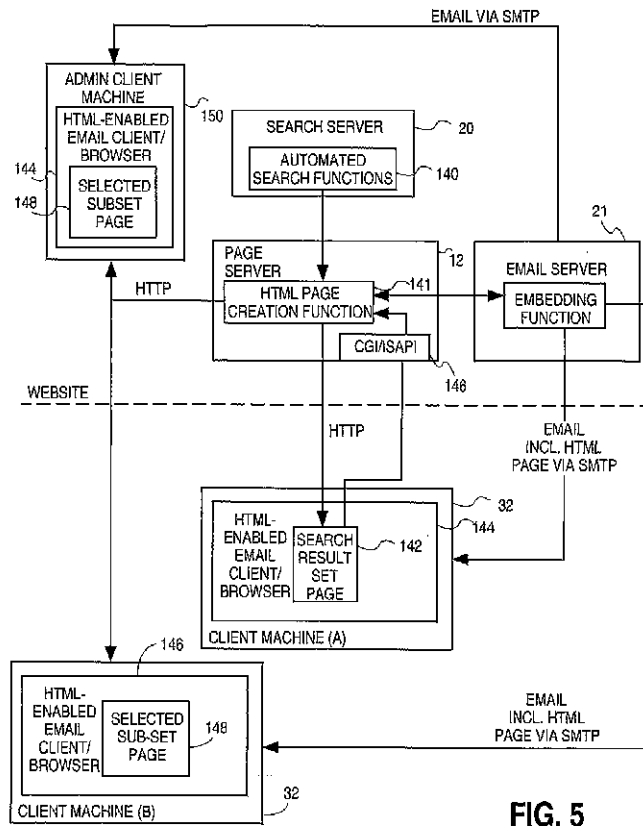 EMAIL VIA SMTP
ADMIN CLIENT
MACHINE
150
HTML-ENABLED
EMAIL CLIENT/
BROWSER
144
148
SELECTED
SUBSET
PAGE
SEARCH SERVER
20
AUTOMATED
SEARCH FUNCTIONS
140
21
PAGE
SERVER
12
141
HTML PAGE
CREATION FUNCTION
CGI/ISAPI
146
EMAIL SERVER
EMBEDDING
FUNCTION
HTTP
WEBSITE
HTTP
EMAIL
INCL. HTML
PAGE VIA SMTP
32
144
HTML-
ENABLED
EMAIL
CLIENT/
BROWSER
SEARCH
RESULT
SET
PAGE
142
CLIENT MACHINE (A)
146
HTML-
ENABLED
EMAIL
CLIENT/
BROWSER
SELECTED
SUB-SET
PAGE
148
CLIENT MACHINE (B)
32
EMAIL
INCL. HTML
PAGE VIA SMTP
FIG. 5